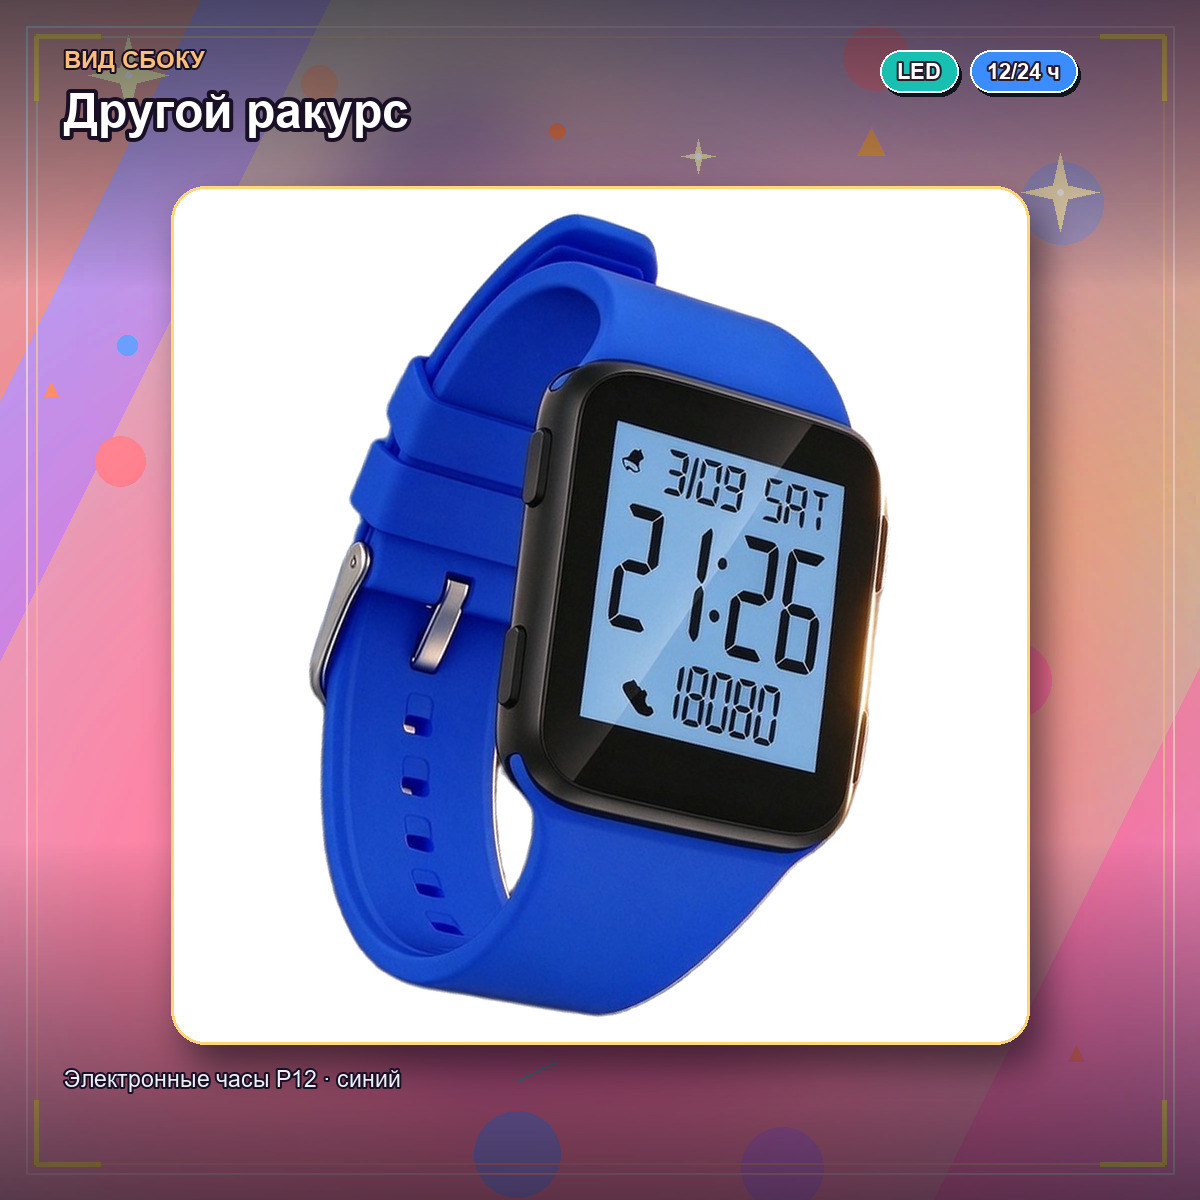 ВИД СБОКУ
Другой ракурс
LED
12/24 ч
3/09 SAT
21:26
18080
Электронные часы P12 · синий